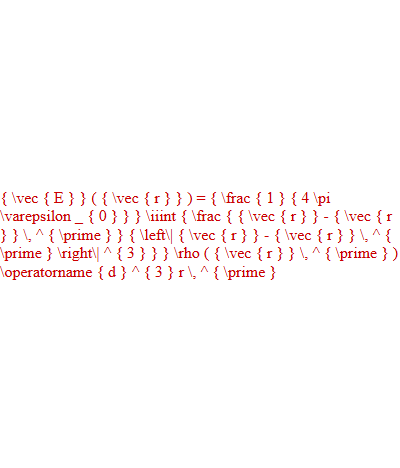 { \vec { E } } ( { \vec { r } } ) = { \frac { 1 } { 4 \pi
\varepsilon _ { 0 } } } \iiint { \frac { { \vec { r } } - { \vec { r
} } \, ^ { \prime } } { \left\| { \vec { r } } - { \vec { r } } \, ^ {
\prime } \right\| ^ { 3 } } } \rho ( { \vec { r } } \, ^ { \prime } )
\operatorname { d } ^ { 3 } r \, ^ { \prime }